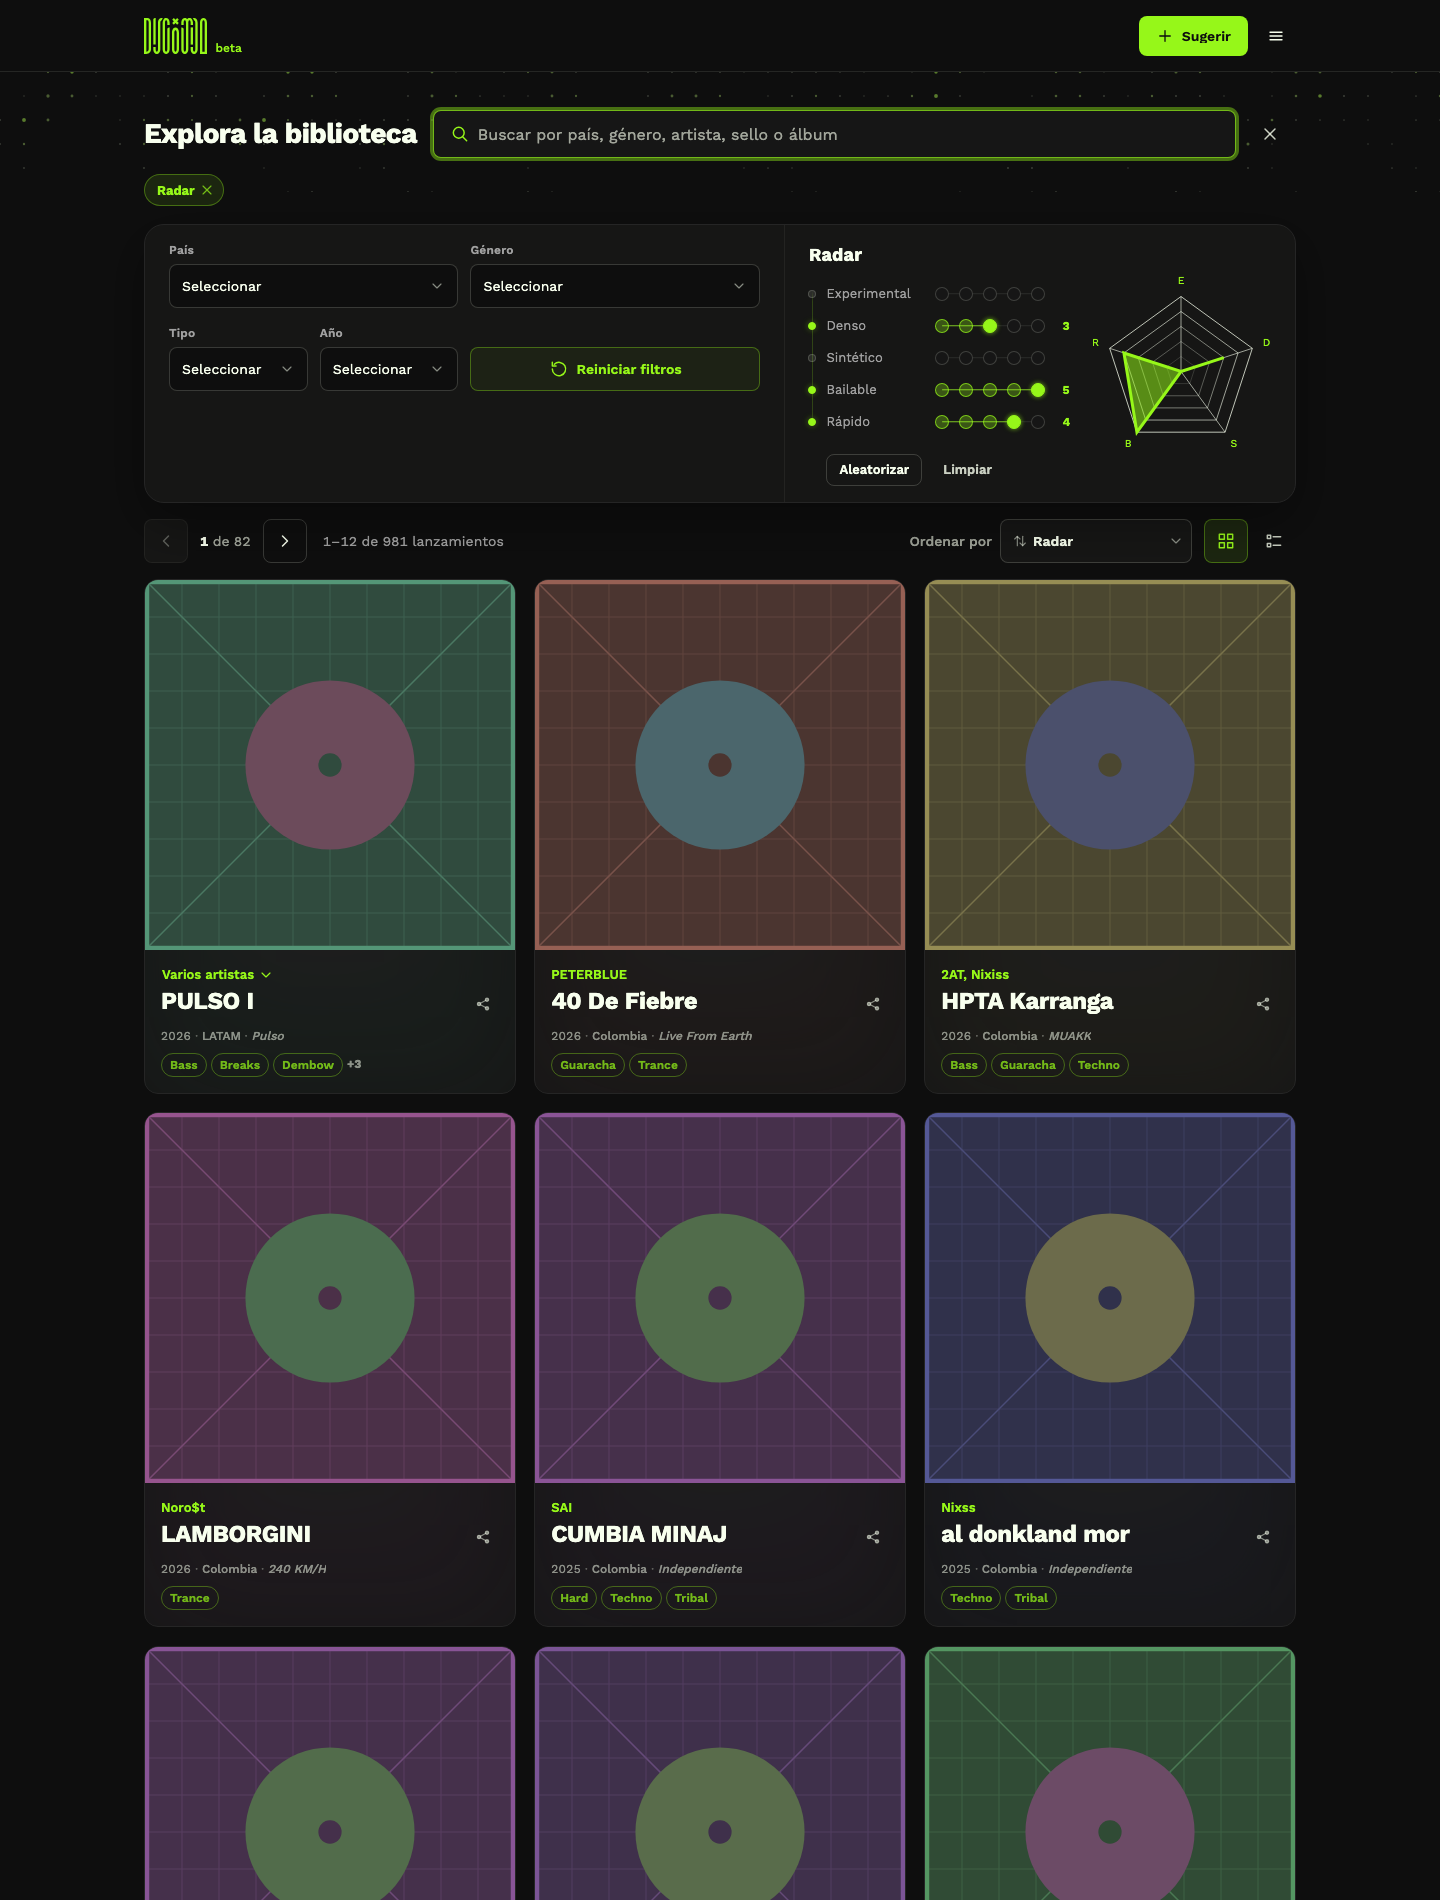 beta
Sugerir
Explora la biblioteca
Buscar por país, género, artista, sello o álbum
Radar
País
Género
Seleccionar
Seleccionar
Tipo
Año
Seleccionar
Seleccionar
Reiniciar filtros
Radar
Experimental
Denso 3
Sintético
Bailable 5
Rápido 4
E
R
D
B
S
Aleatorizar
Limpiar
1 de 82
1–12 de 981 lanzamientos
Ordenar por
Radar
Varios artistas
PULSO I
2026 · LATAM · Pulso
Bass Breaks Dembow +3
PETERBLUE
40 De Fiebre
2026 · Colombia · Live From Earth
Guaracha Trance
2AT, Nixiss
HPTA Karranga
2026 · Colombia · MUAKK
Bass Guaracha Techno
Noro$t
LAMBORGINI
2026 · Colombia · 240 KM/H
Trance
SAI
CUMBIA MINAJ
2025 · Colombia · Independiente
Hard Techno Tribal
Nixss
al donkland mor
2025 · Colombia · Independiente
Techno Tribal